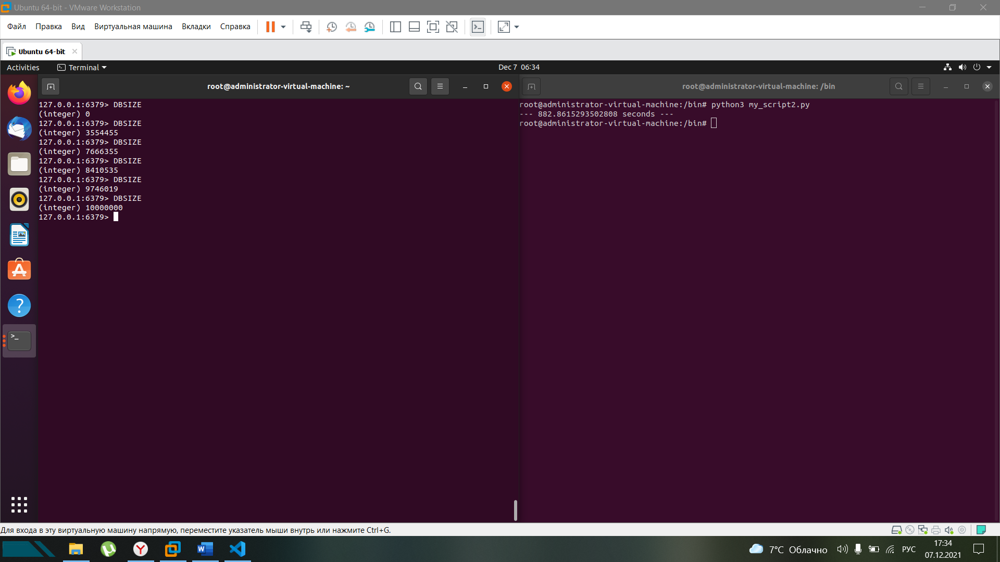 Ubuntu 64-bit - VMware Workstation
Файл Правка Вид Виртуальная машина Вкладки Справка
Ubuntu 64-bit
Activities Terminal Dec 7 06:34
root@administrator-virtual-machine: ~
127.0.0.1:6379> DBSIZE
(integer) 0
127.0.0.1:6379> DBSIZE
(integer) 3554455
127.0.0.1:6379> DBSIZE
(integer) 7666355
127.0.0.1:6379> DBSIZE
(integer) 8410535
127.0.0.1:6379> DBSIZE
(integer) 9746019
127.0.0.1:6379> DBSIZE
(integer) 10000000
127.0.0.1:6379>
root@administrator-virtual-machine: /bin
root@administrator-virtual-machine:/bin# python3 my_script2.py
--- 882.8615293502808 seconds ---
root@administrator-virtual-machine:/bin#
Для входа в эту виртуальную машину напрямую, переместите указатель мыши внутрь или нажмите Ctrl+G.
7°C Облачно РУС
17:34
07.12.2021